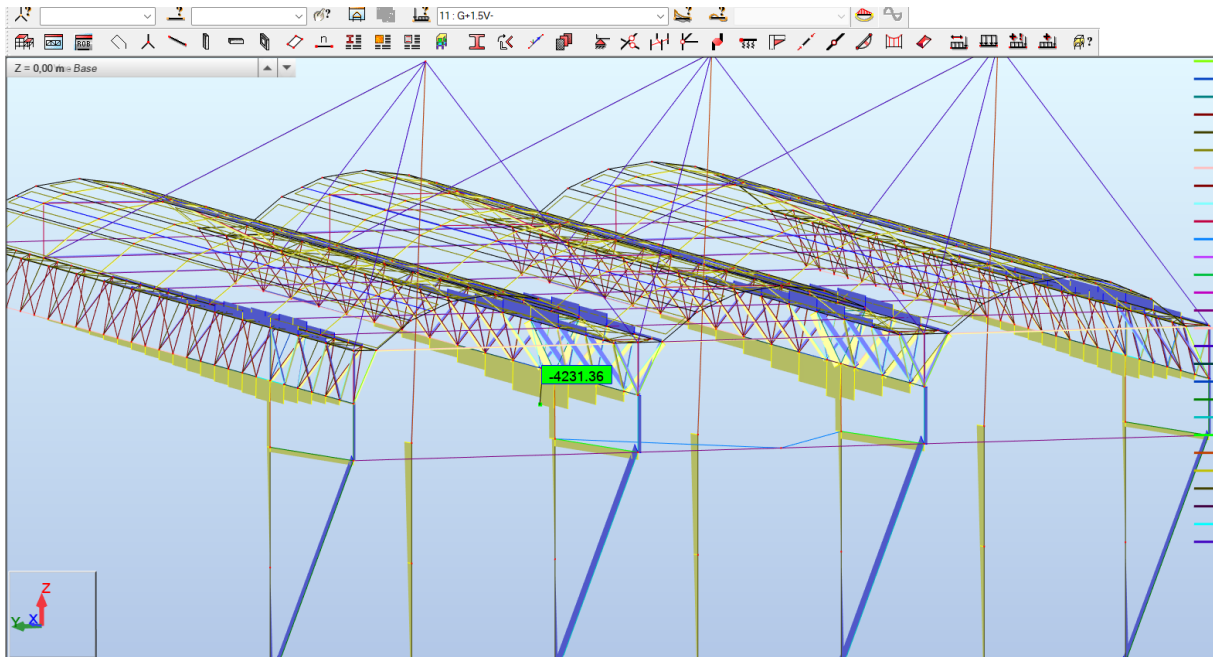 11 : G+1.5V-
Z = 0,00 m - Base
-4231.36
Z
Y X